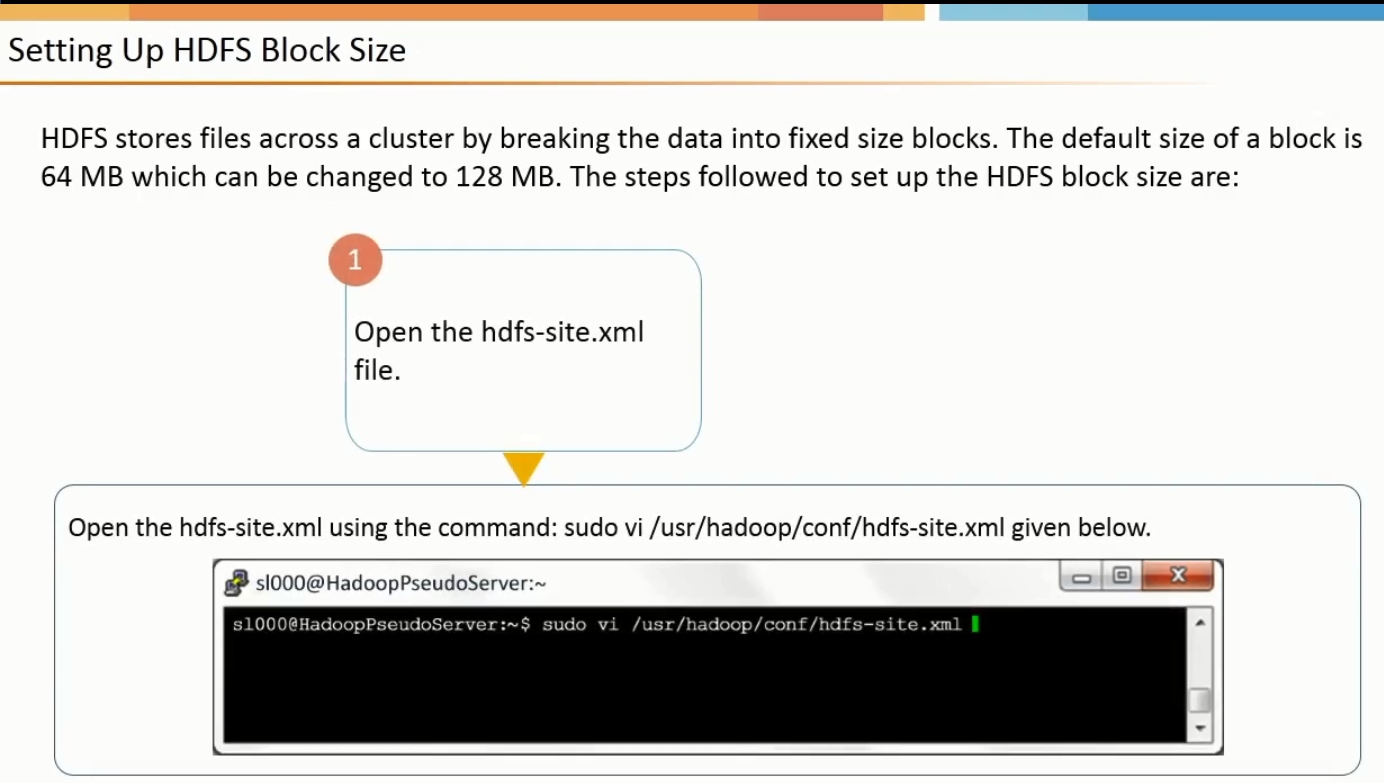 Setting Up HDFS Block Size
HDFS stores files across a cluster by breaking the data into fixed size blocks. The default size of a block is
64 MB which can be changed to 128 MB. The steps followed to set up the HDFS block size are:
1
Open the hdfs-site.xml
file.
Open the hdfs-site.xml using the command: sudo vi /usr/hadoop/conf/hdfs-site.xml given below.
sl000@HadoopPseudoServer:~
sl000@HadoopPseudoServer:~$ sudo vi /usr/hadoop/conf/hdfs-site.xml